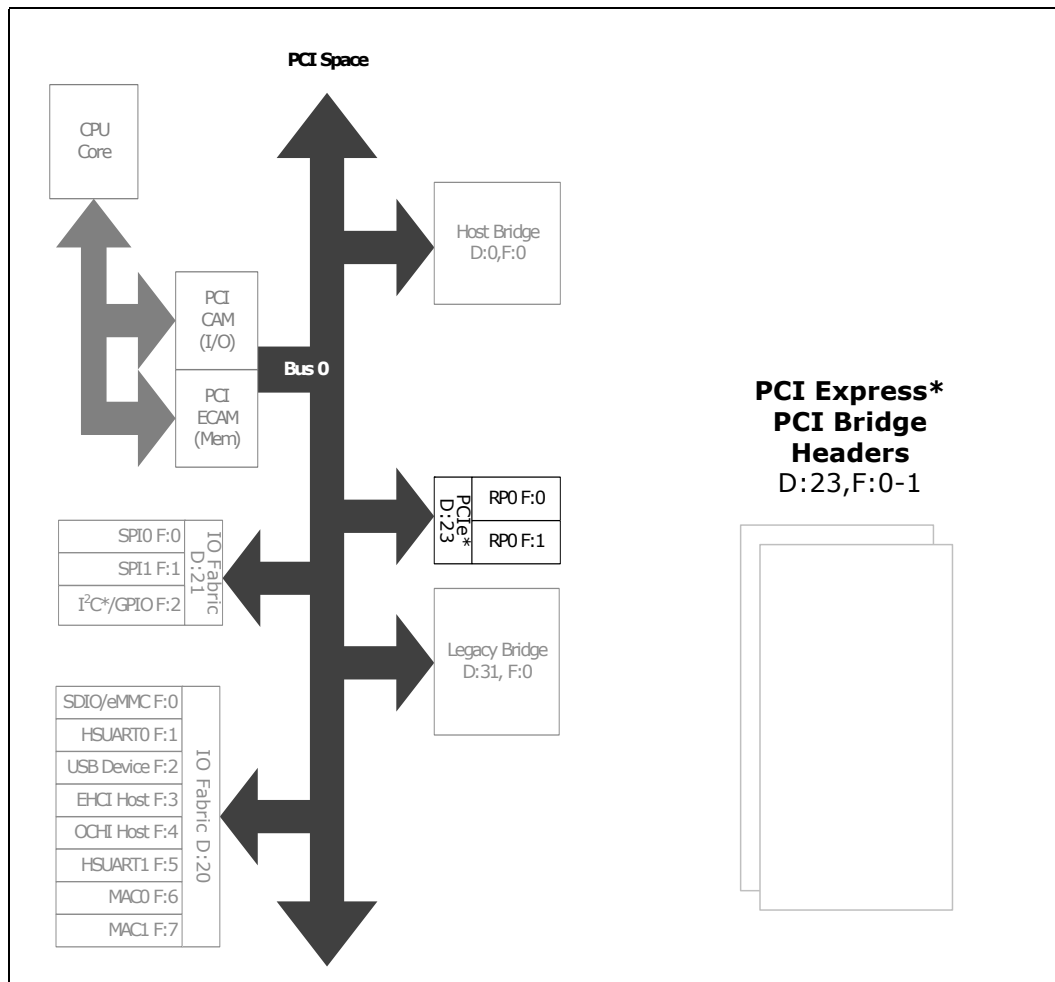 PCI Space
CPU
Core
Host Bridge
D:0,F:0
PCI
CAM
(I/O)
Bus 0
PCI
ECAM
(Mem)
PCI Express*
PCI Bridge
Headers
D:23,F:0-1
PCIe*
D:23
RP0 F:0
RP0 F:1
SPI0 F:0
SPI1 F:1
I²C*/GPIO F:2
IO Fabric
D:21
Legacy Bridge
D:31, F:0
SDIO/eMMC F:0
HSUART0 F:1
USB Device F:2
EHCI Host F:3
OCHI Host F:4
HSUART1 F:5
MAC0 F:6
MAC1 F:7
IO Fabric D:20